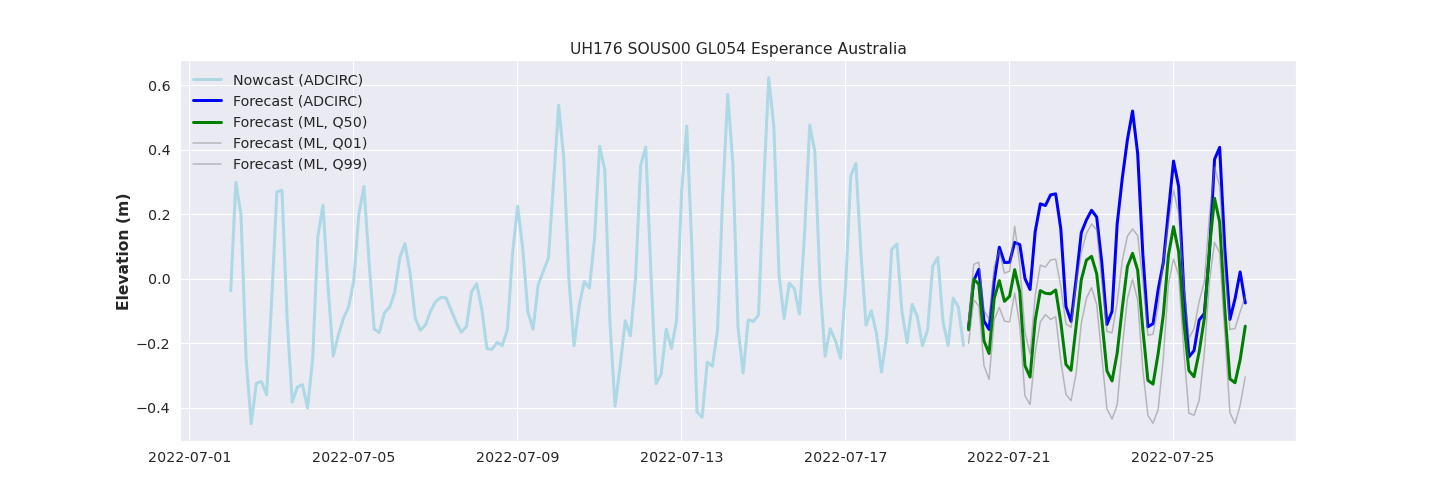 UH176 SOUS00 GL054 Esperance Australia
Nowcast (ADCIRC)
Forecast (ADCIRC)
Forecast (ML, Q50)
Forecast (ML, Q01)
Forecast (ML, Q99)
Elevation (m)
0.6
0.4
0.2
0.0
−0.2
−0.4
2022-07-01 2022-07-05 2022-07-09 2022-07-13 2022-07-17 2022-07-21 2022-07-25